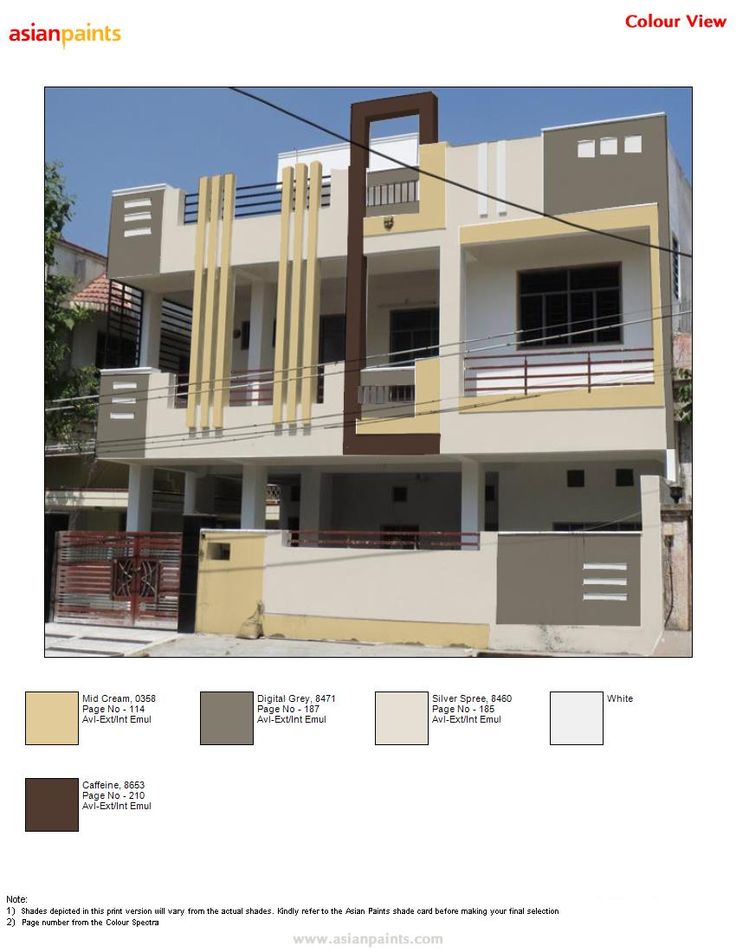 asianpaints
Colour View
Mid Cream, 0358
Page No - 114
Avl-Ext/Int Emul
Digital Grey, 8471
Page No - 187
Avl-Ext/Int Emul
Silver Spree, 8460
Page No - 185
Avl-Ext/Int Emul
White
Caffeine, 8653
Page No - 210
Avl-Ext/Int Emul
Note:
1) Shades depicted in this print version will vary from the actual shades. Kindly refer to the Asian Paints shade card before making your final selection
2) Page number from the Colour Spectra
www.asianpaints.com